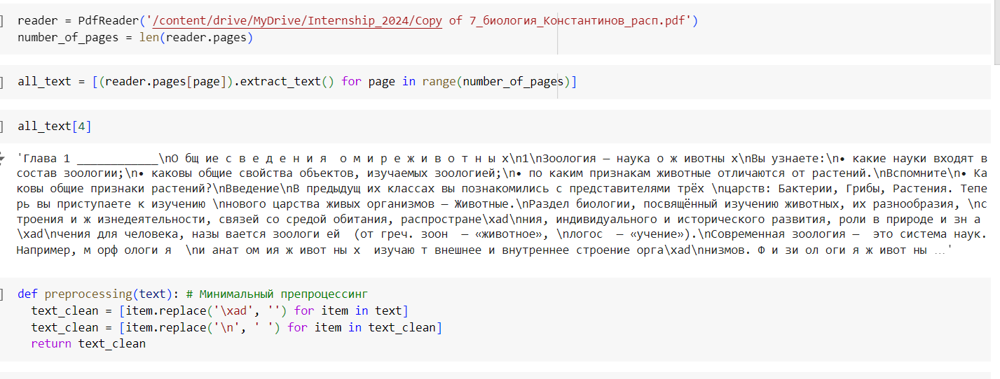 reader = PdfReader('/content/drive/MyDrive/Internship_2024/Copy of 7_биология_Константинов_расп.pdf')
number_of_pages = len(reader.pages)
all_text = [(reader.pages[page]).extract_text() for page in range(number_of_pages)]
all_text[4]
'Глава 1 ____________\nО бщ ие с в е д е н и я  о м и р е ж и в о т н ы х\n1\nЗоология — наука о ж ивотны х\nВы узнаете:\n• какие науки входят в
состав зоологии;\n• каковы общие свойства объектов, изучаемых зоологией;\n• по каким признакам животные отличаются от растений.\nВспомните\n• Ка
ковы общие признаки растений?\nВведение\nВ предыдущ их классах вы познакомились с представителями трёх \nцарств: Бактерии, Грибы, Растения. Тепе
рь вы приступаете к изучению \nнового царства живых организмов — Животные.\nРаздел биологии, посвящённый изучению животных, их разнообразия, \nс
троения и ж изнедеятельности, связей со средой обитания, распростране\xad\nния, индивидуального и исторического развития, роли в природе и зн а
\xad\nчения для человека, назы вается зоологи ей  (от греч. зоон  — «животное», \nлогос  — «учение»).\nСовременная зоология —  это система наук.
Например, м орф ологи я  \nи анат ом ия ж ивот ны х  изучаю т внешнее и внутреннее строение орга\xad\nнизмов. Ф и зи ол оги я ж ивот ны ...'
def preprocessing(text): # Минимальный препроцессинг
  text_clean = [item.replace('\xad', '') for item in text]
  text_clean = [item.replace('\n', ' ') for item in text_clean]
  return text_clean